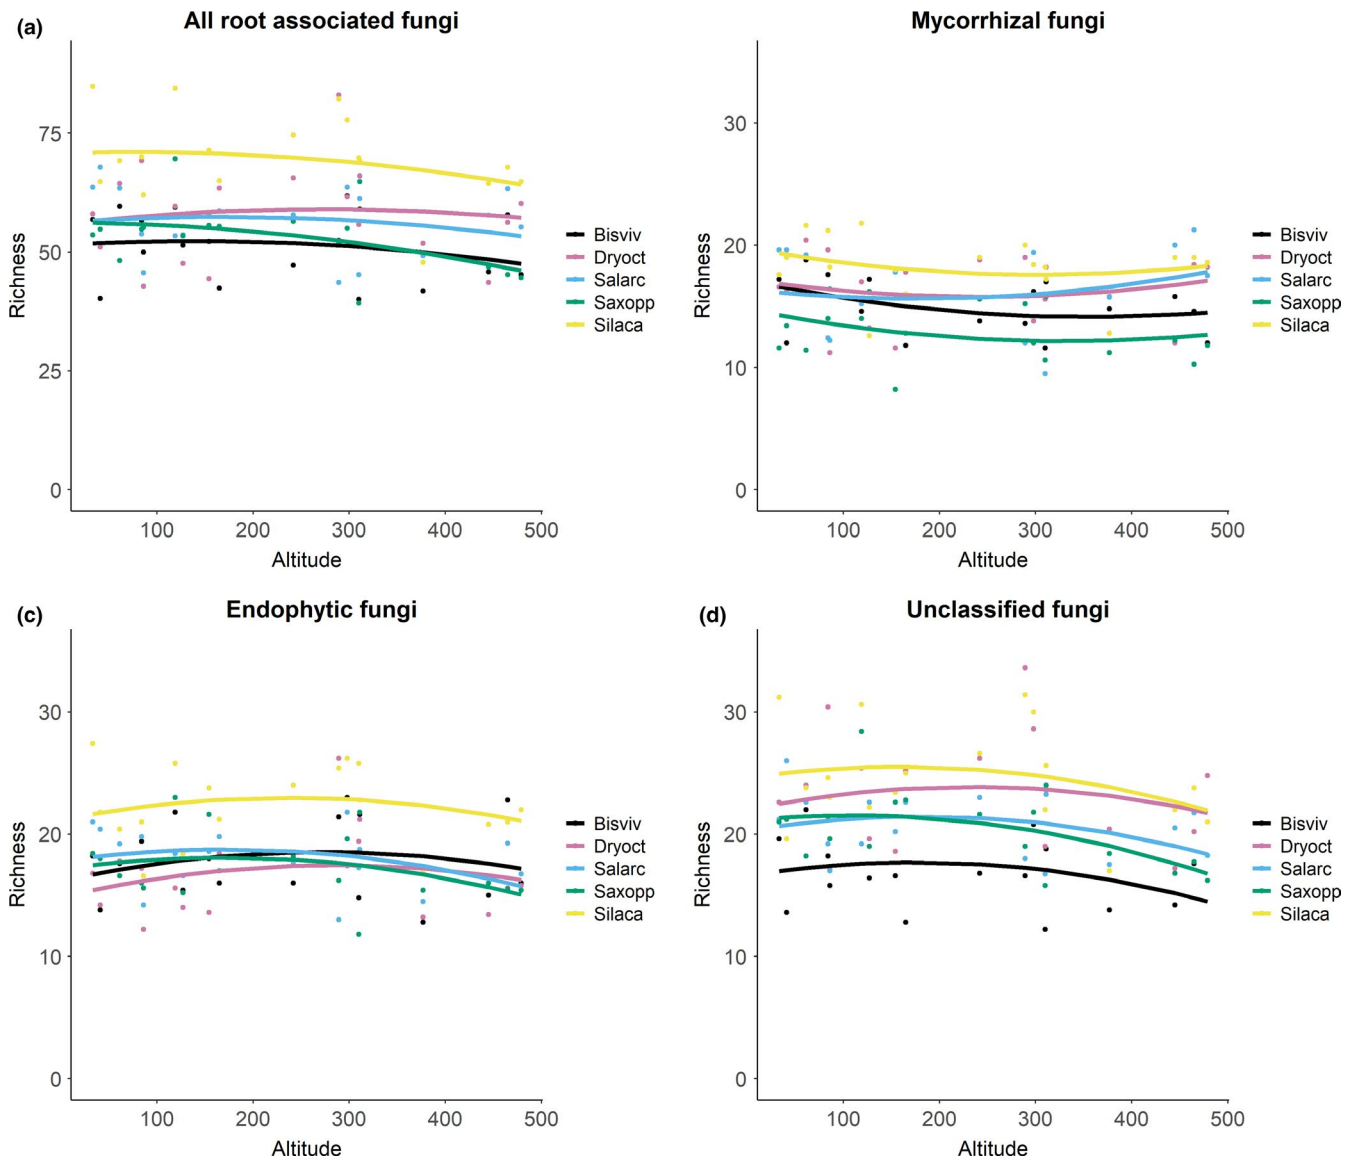 (a)
All root associated fungi
Richness
75
50
25
0
100 200 300 400 500
Altitude
Bisviv
Dryoct
Salarc
Saxopp
Silaca
Mycorrhizal fungi
Richness
30
20
10
0
100 200 300 400 500
Altitude
Bisviv
Dryoct
Salarc
Saxopp
Silaca
(c)
Endophytic fungi
Richness
30
20
10
0
100 200 300 400 500
Altitude
Bisviv
Dryoct
Salarc
Saxopp
Silaca
(d)
Unclassified fungi
Richness
30
20
10
0
100 200 300 400 500
Altitude
Bisviv
Dryoct
Salarc
Saxopp
Silaca